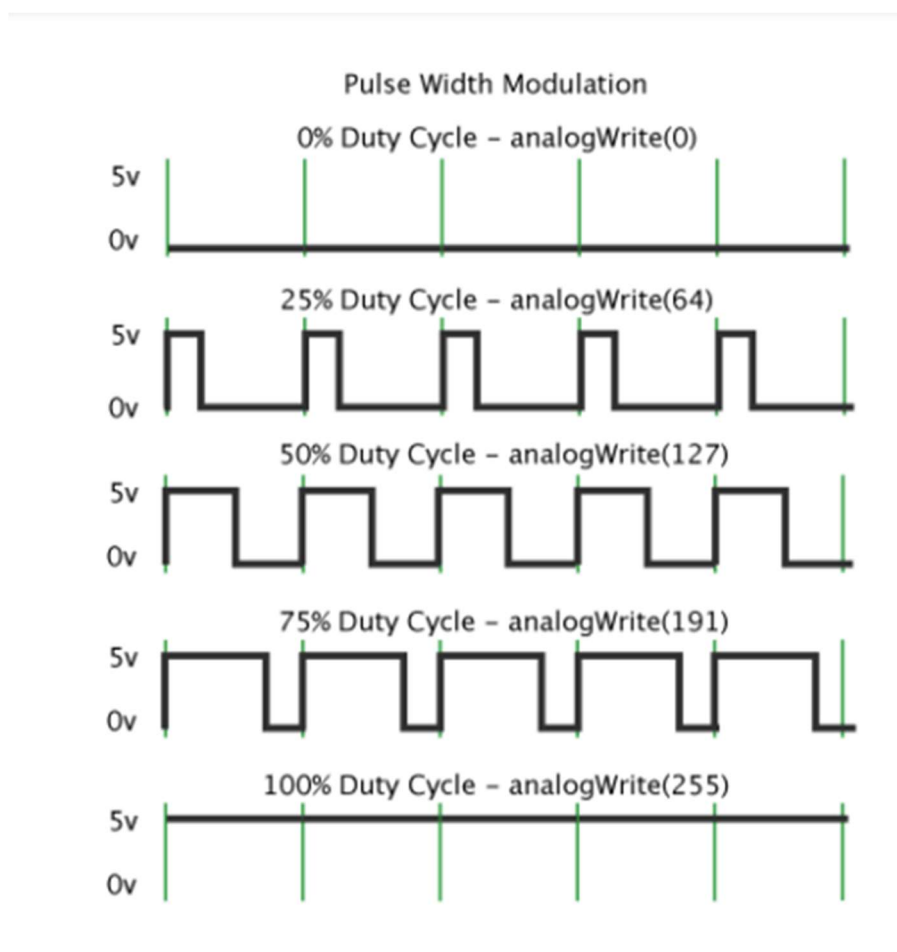 Pulse Width Modulation
0% Duty Cycle – analogWrite(0)
5v
0v
25% Duty Cycle – analogWrite(64)
5v
0v
50% Duty Cycle – analogWrite(127)
5v
0v
75% Duty Cycle – analogWrite(191)
5v
0v
100% Duty Cycle – analogWrite(255)
5v
0v